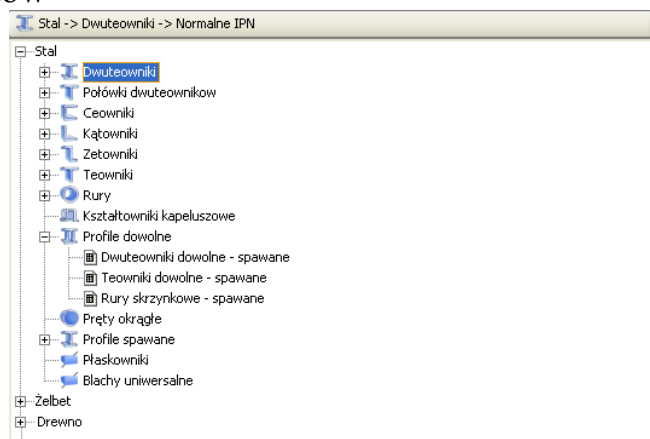 Stal -> Dwuteowniki -> Normalne IPN
Stal
Dwuteowniki
Połówki dwuteownikow
Ceowniki
Kątowniki
Zetowniki
Teowniki
Rury
Kształtowniki kapeluszowe
Profile dowolne
Dwuteowniki dowolne - spawane
Teowniki dowolne - spawane
Rury skrzynkowe - spawane
Pręty okrągłe
Profile spawane
Płaskowniki
Blachy uniwersalne
Żelbet
Drewno